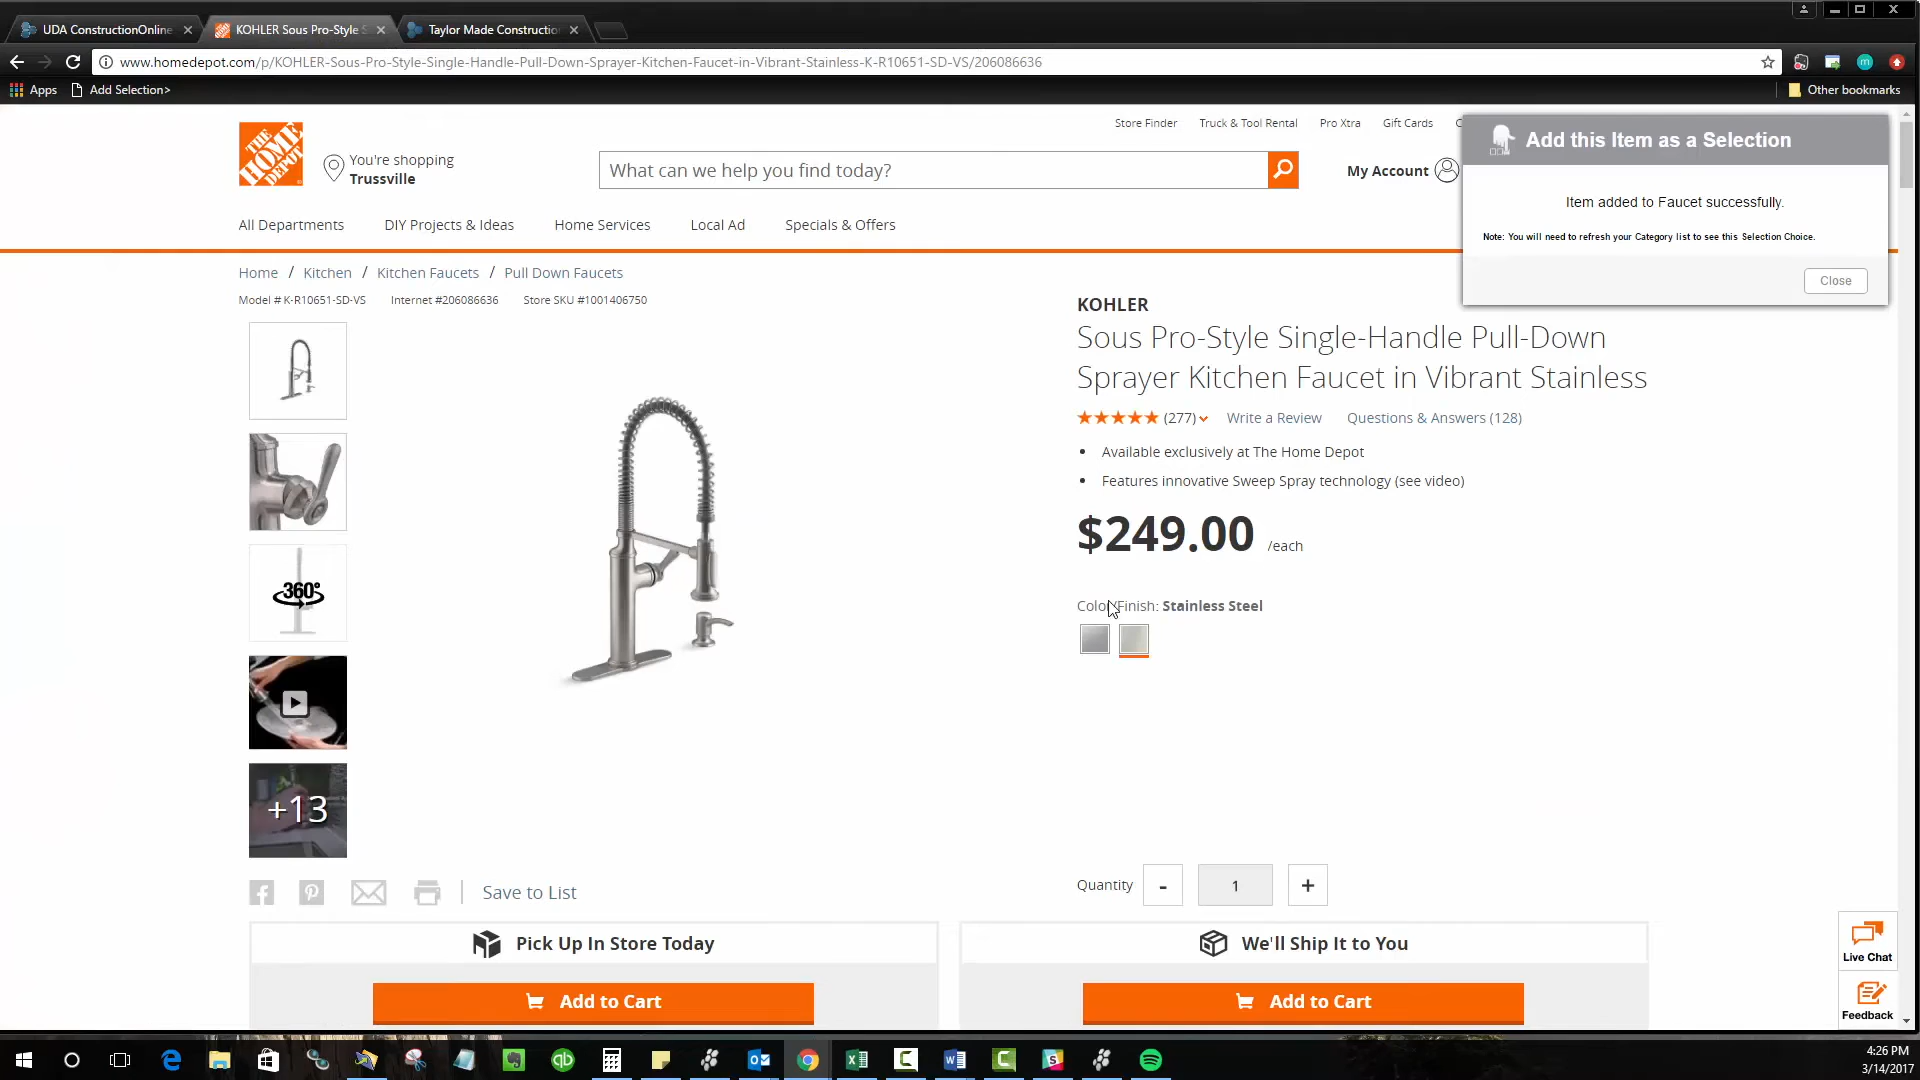 UDA ConstructionOnline
KOHLER Sous Pro-Style S
Taylor Made Constructio
www.homedepot.com/p/KOHLER-Sous-Pro-Style-Single-Handle-Pull-Down-Sprayer-Kitchen-Faucet-in-Vibrant-Stainless-K-R10651-SD-VS/206086636
Apps
Add Selection>
Other bookmarks
Store Finder
Truck & Tool Rental
Pro Xtra
Gift Cards
THE HOME DEPOT
You're shopping
Trussville
What can we help you find today?
My Account
Add this Item as a Selection
Item added to Faucet successfully.
Note: You will need to refresh your Category list to see this Selection Choice.
Close
All Departments
DIY Projects & Ideas
Home Services
Local Ad
Specials & Offers
Home / Kitchen / Kitchen Faucets / Pull Down Faucets
Model # K-R10651-SD-VS Internet #206086636 Store SKU #1001406750
KOHLER
Sous Pro-Style Single-Handle Pull-Down
Sprayer Kitchen Faucet in Vibrant Stainless
(277)
Write a Review
Questions & Answers (128)
Available exclusively at The Home Depot
Features innovative Sweep Spray technology (see video)
$249.00 /each
Color/Finish: Stainless Steel
360°
+13
Save to List
Quantity - 1 +
Pick Up In Store Today
We'll Ship It to You
Add to Cart
Add to Cart
Live Chat
Feedback
4:26 PM
3/14/2017